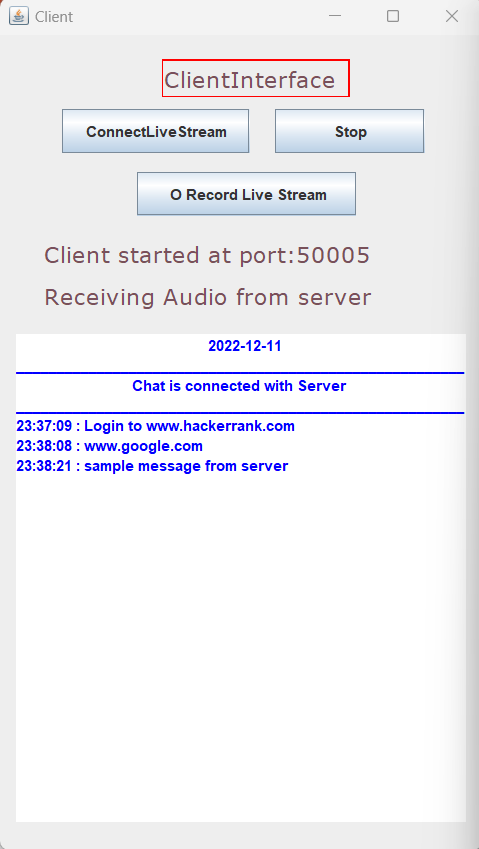 Client
ClientInterface
ConnectLiveStream
Stop
O Record Live Stream
Client started at port:50005
Receiving Audio from server
2022-12-11
Chat is connected with Server
23:37:09 : Login to www.hackerrank.com
23:38:08 : www.google.com
23:38:21 : sample message from server